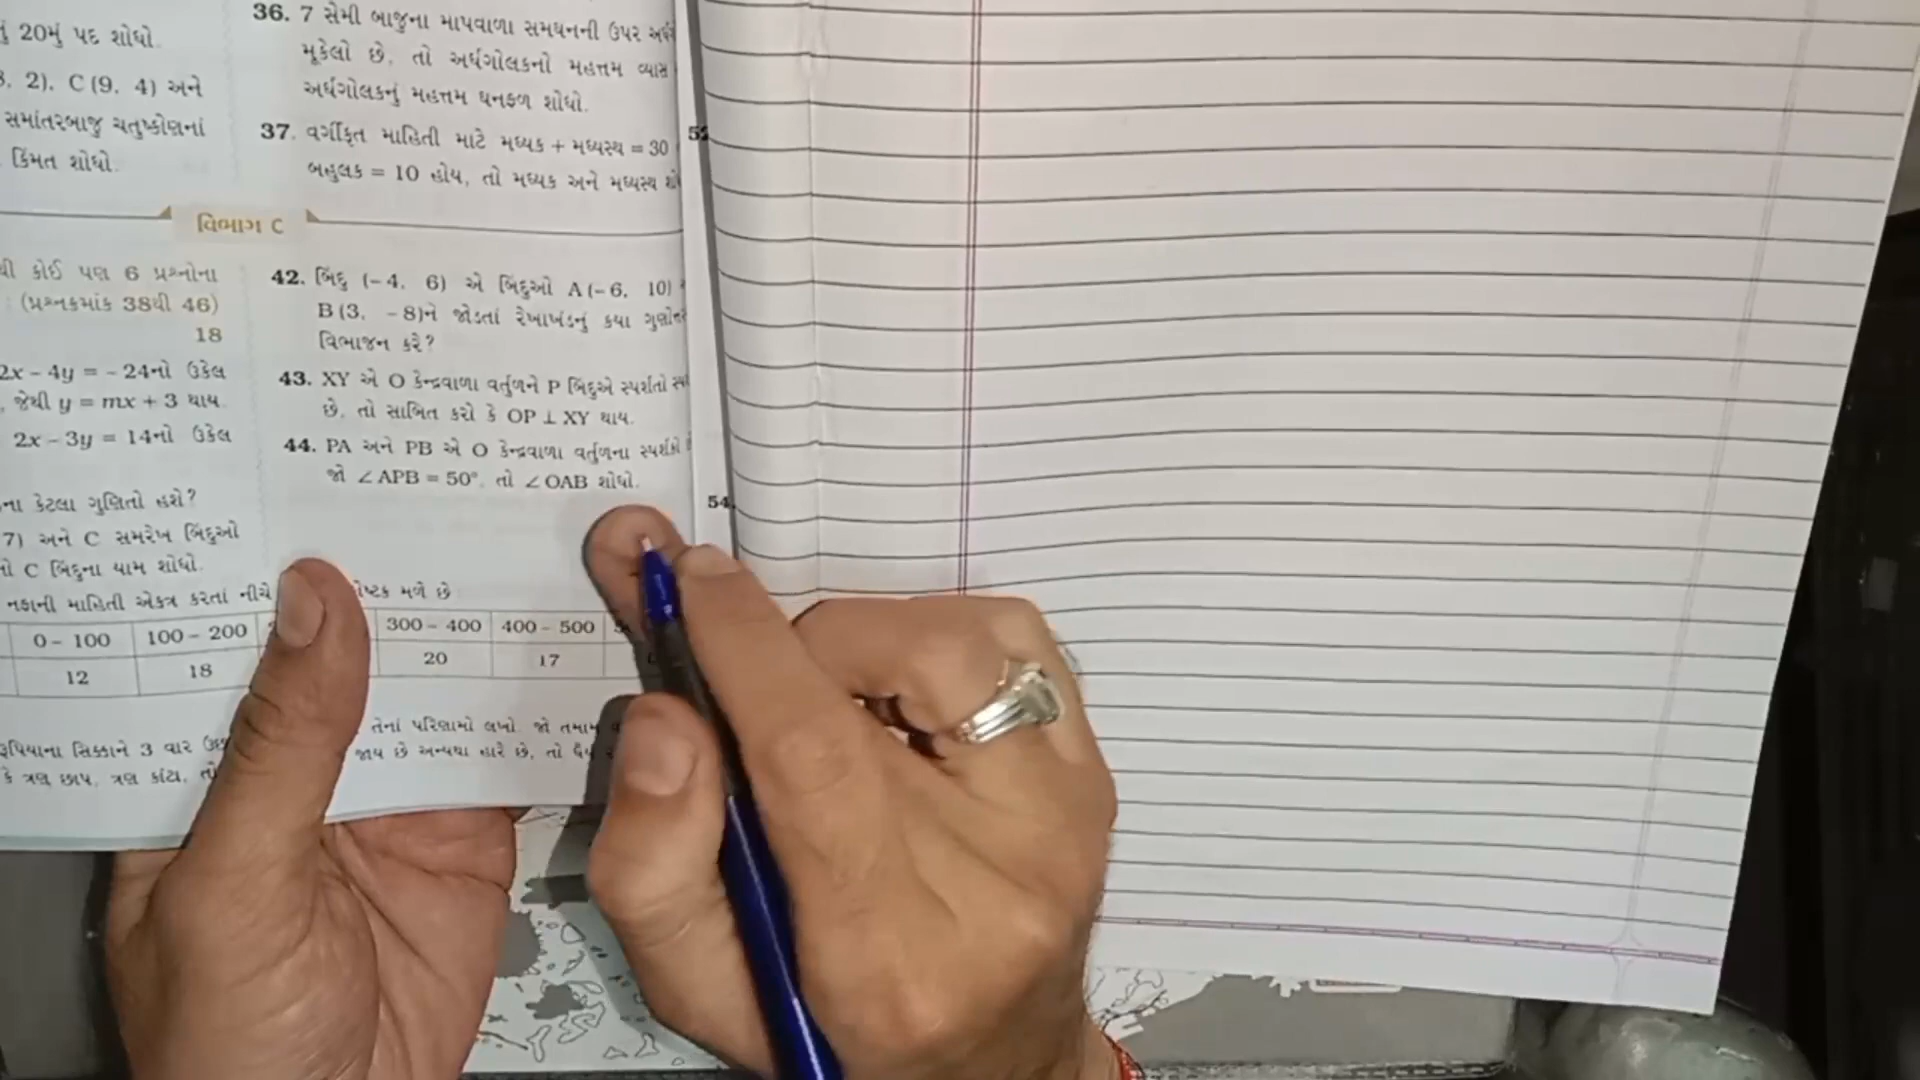 20મું પદ શોધો.
2), C (9, 4) અને
સમાંતરબાજુ ચતુષ્કોણનાં
કિંમત શોધો.
36. 7 સેમી બાજુના માપવાળા સમઘનની ઉપર
મૂકેલો છે, તો અર્ધગોલકનો મહત્તમ વ્યાસ
અર્ધગોલકનું મહત્તમ ઘનફળ શોધો.
37. વર્ગીકૃત માહિતી માટે મધ્યક + મધ્યસ્થ = 30
બહુલક = 10 હોય, તો મધ્યક અને મધ્યસ્થ
વિભાગ C
કોઈ પણ 6 પ્રશ્નોના
(પ્રશ્નક્રમાંક 38થી 46)
18
2x – 4y = – 24નો ઉકેલ
જેથી y = mx + 3 થાય.
2x – 3y = 14નો ઉકેલ
કેટલા ગુણિતો હશે?
7) અને C સમરેખ બિંદુઓ
C બિંદુના યામ શોધો.
42. બિંદુ (– 4, 6) એ બિંદુઓ A (– 6, 10)
B (3, – 8)ને જોડતાં રેખાખંડનું કયા
વિભાજન કરે?
43. XY એ O કેન્દ્રવાળા વર્તુળને P બિંદુએ સ્પર્શતો
છે, તો સાબિત કરો કે OP ⊥ XY થાય.
44. PA અને PB એ O કેન્દ્રવાળા વર્તુળના સ્પર્શકો
જો ∠APB = 50°, તો ∠OAB શોધો.
54.
નફાની માહિતી એકત્ર કરતાં નીચે મળે છે
0 – 100 100 – 200 300 – 400 400 – 500
12 18 20 17
તેનાં પરિણામો લખો. જો તમામ
રૂપિયાના સિક્કાને 3 વાર જાય છે અન્યથા હારે છે, તો
કે ત્રણ છાપ, ત્રણ કાંટા,